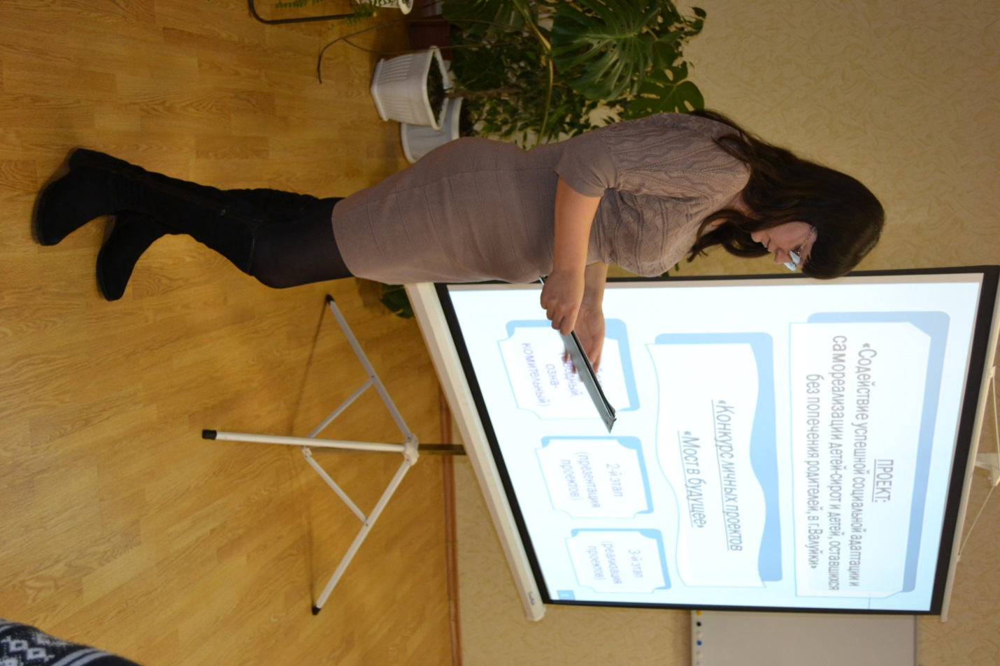 ПРОЕКТ:
«Содействие успешной социальной адаптации и
самореализации детей-сирот и детей, оставшихся
без попечения родителей, в г.Валуйки»
«Конкурс личных проектов
«Мост в будущее»
озна-
комительный)
2-й этап
(презентация
проектов)
3-й этап
(реализация
проектов)
1